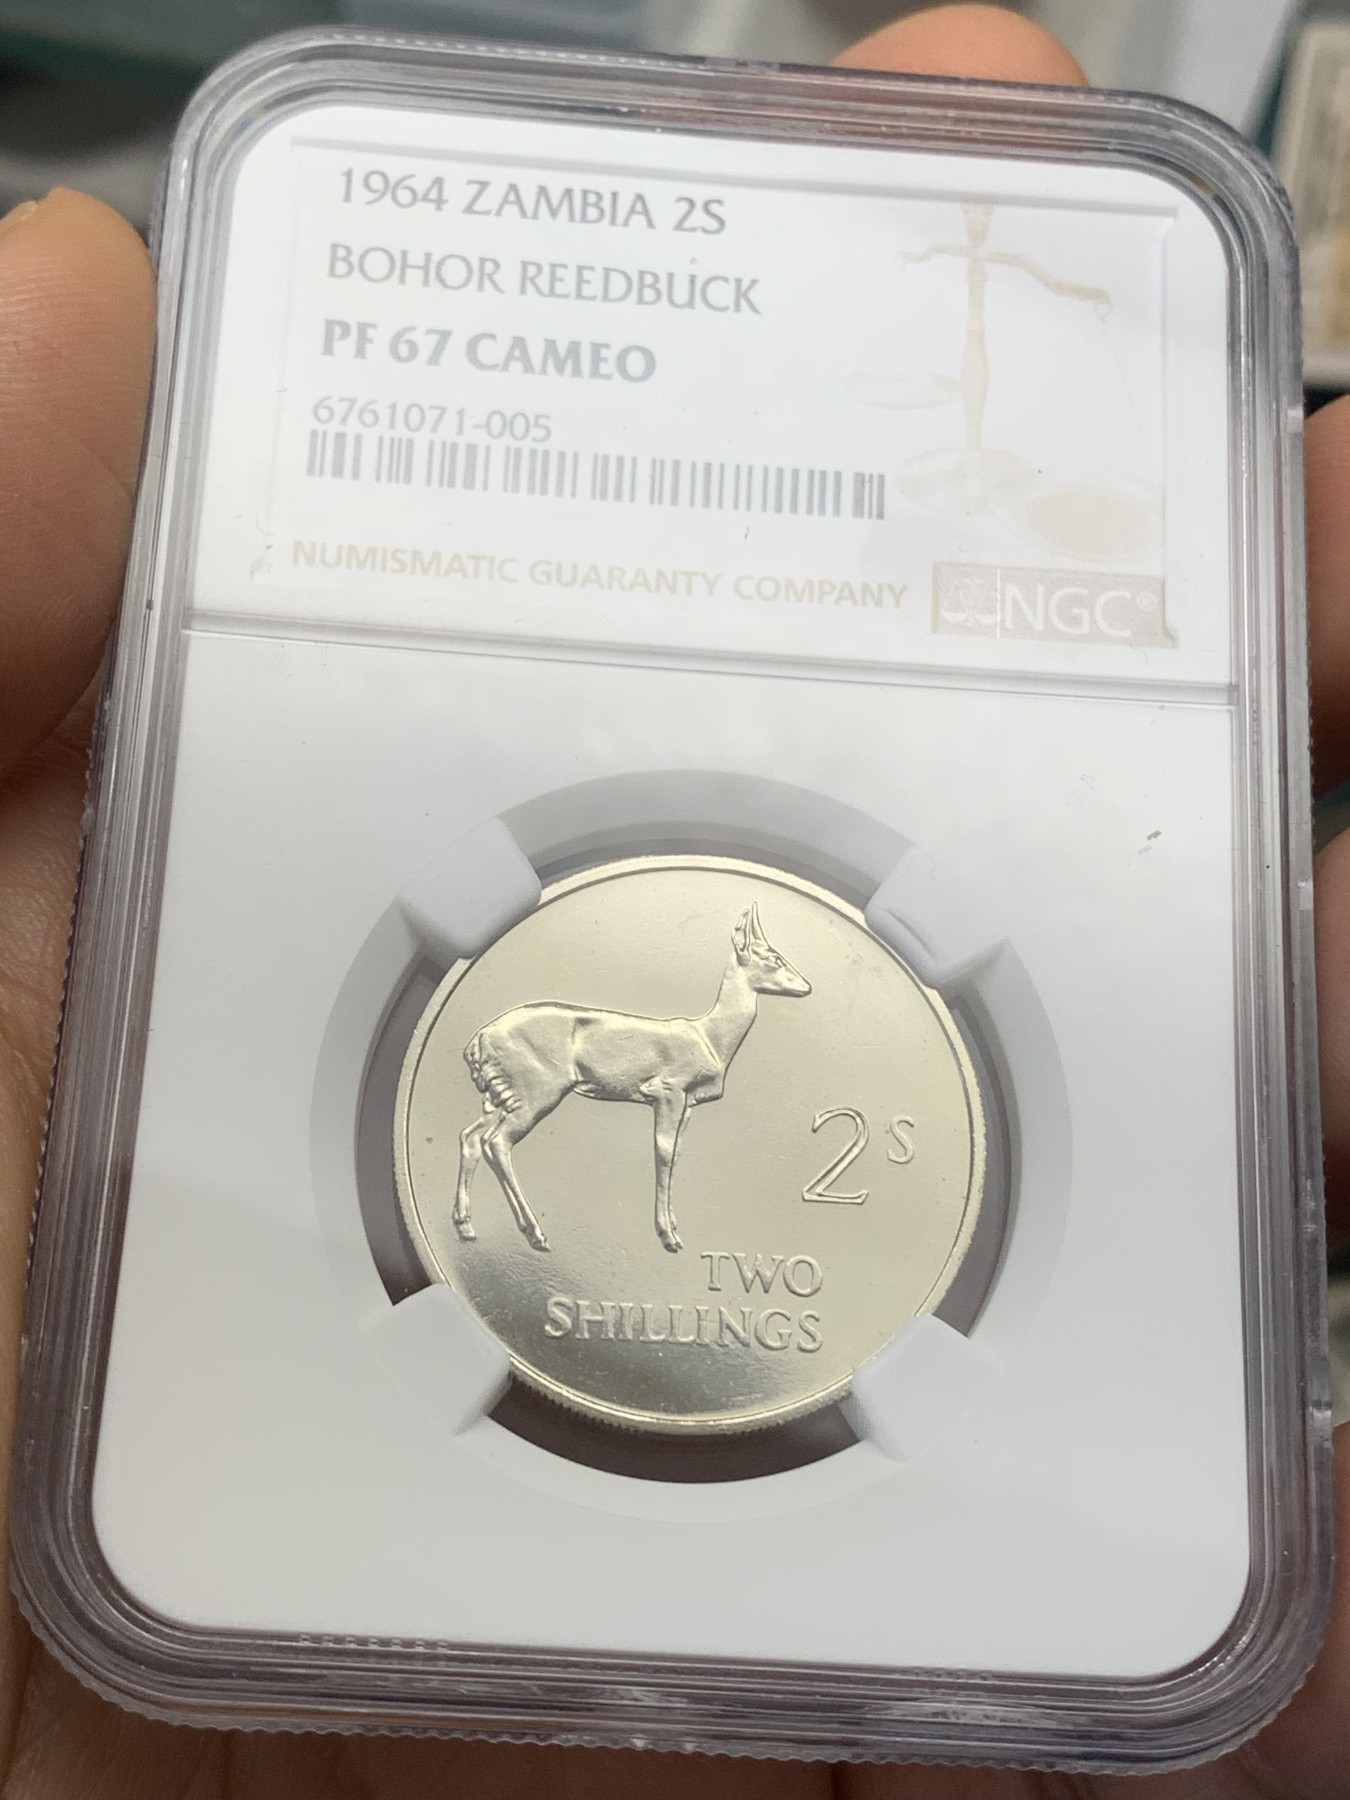 1964 ZAMBIA 2S
BOHOR REEDBUCK
PF 67 CAMEO
6761071-005
NUMISMATIC GUARANTY COMPANY
NGC®
2S
TWO
SHILLINGS